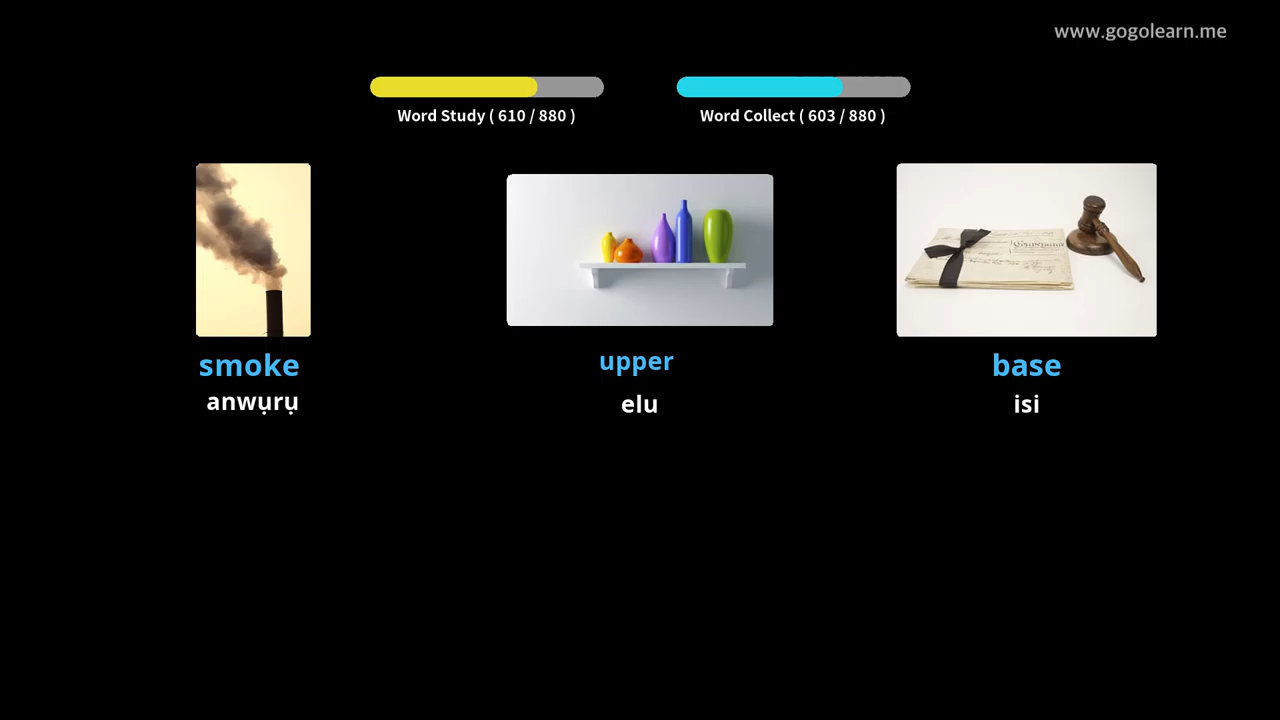 www.gogolearn.me
Word Study ( 610 / 880 )
Word Collect ( 603 / 880 )
smoke
anwụrụ
upper
elu
base
isi